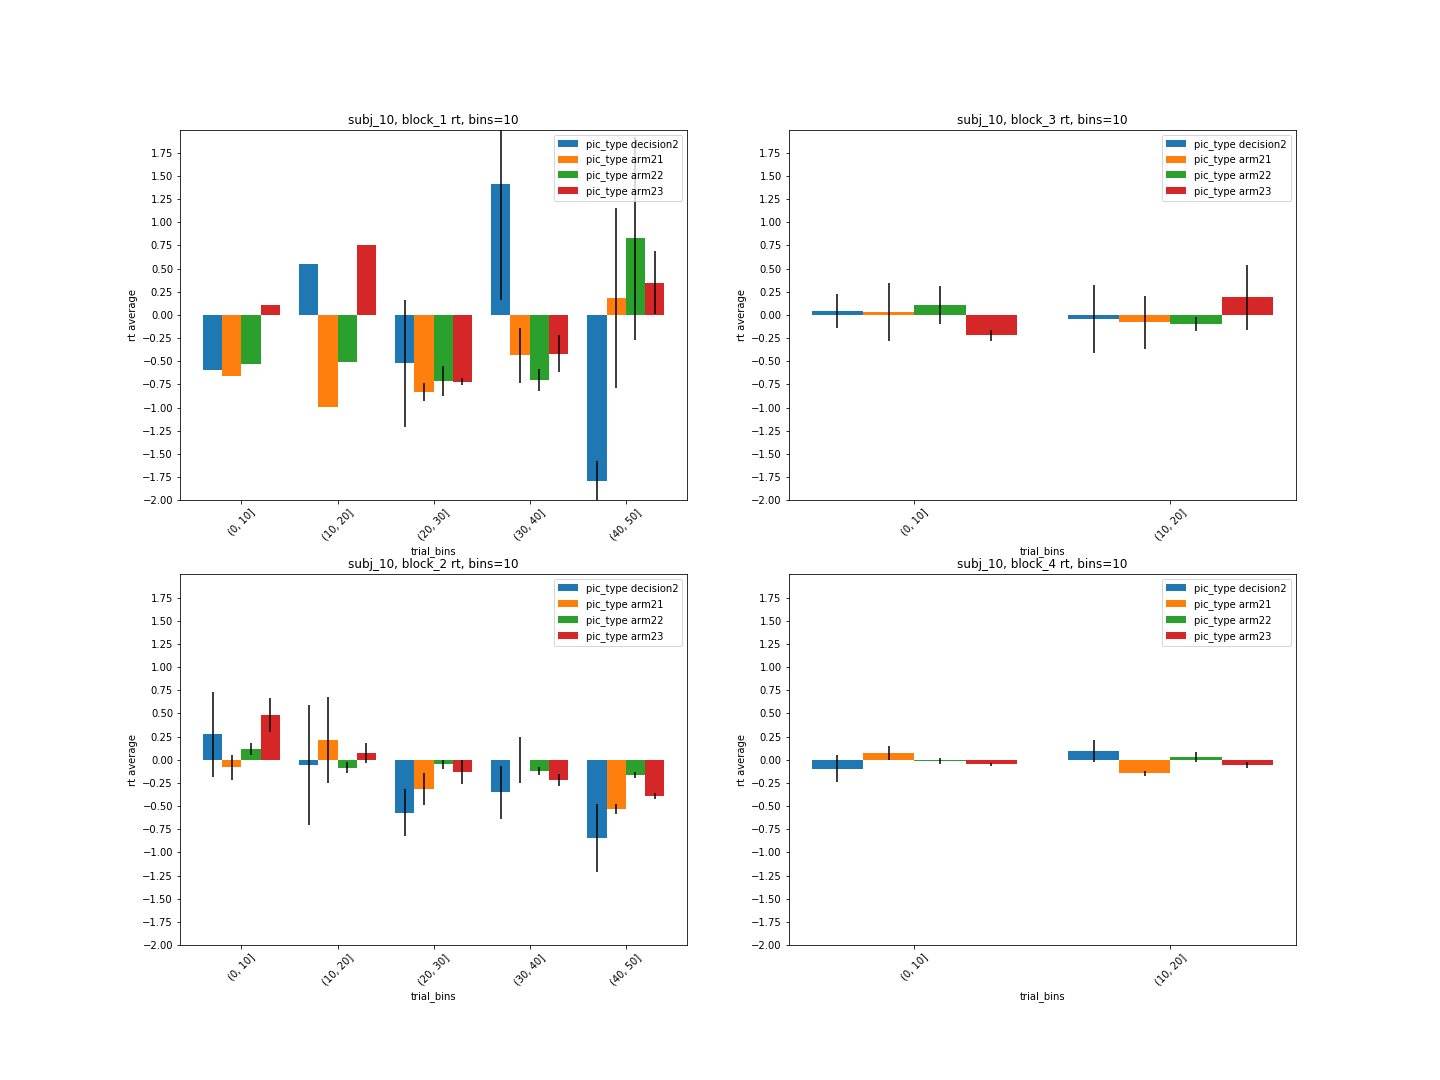 subj_10, block_1 rt, bins=10
pic_type decision2
pic_type arm21
pic_type arm22
pic_type arm23
1.75
1.50
1.25
1.00
0.75
0.50
0.25
0.00
−0.25
−0.50
−0.75
−1.00
−1.25
−1.50
−1.75
−2.00
rt average
(0, 10]
(10, 20]
(20, 30]
(30, 40]
(40, 50]
trial_bins
subj_10, block_3 rt, bins=10
pic_type decision2
pic_type arm21
pic_type arm22
pic_type arm23
1.75
1.50
1.25
1.00
0.75
0.50
0.25
0.00
−0.25
−0.50
−0.75
−1.00
−1.25
−1.50
−1.75
−2.00
rt average
(0, 10]
(10, 20]
trial_bins
subj_10, block_2 rt, bins=10
pic_type decision2
pic_type arm21
pic_type arm22
pic_type arm23
1.75
1.50
1.25
1.00
0.75
0.50
0.25
0.00
−0.25
−0.50
−0.75
−1.00
−1.25
−1.50
−1.75
−2.00
rt average
(0, 10]
(10, 20]
(20, 30]
(30, 40]
(40, 50]
trial_bins
subj_10, block_4 rt, bins=10
pic_type decision2
pic_type arm21
pic_type arm22
pic_type arm23
1.75
1.50
1.25
1.00
0.75
0.50
0.25
0.00
−0.25
−0.50
−0.75
−1.00
−1.25
−1.50
−1.75
−2.00
rt average
(0, 10]
(10, 20]
trial_bins